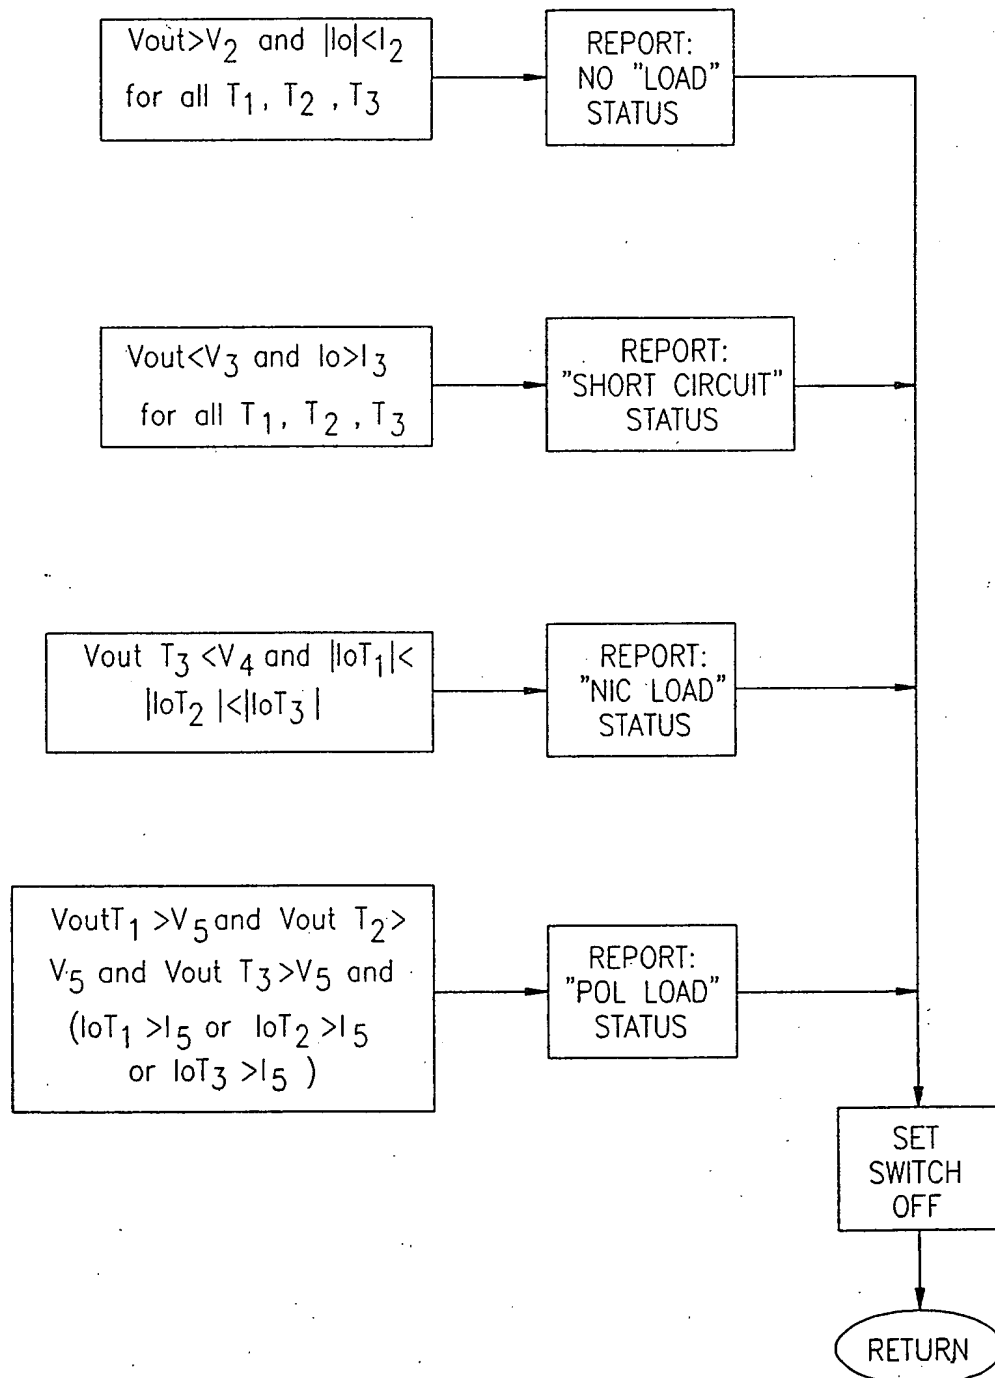 Vout>V2 and |Io|<I2
for all T1, T2 , T3
REPORT:
NO "LOAD"
STATUS
Vout<V3 and Io>I3
for all T1, T2 , T3
REPORT:
"SHORT CIRCUIT"
STATUS
Vout T3 <V4 and |IoT1|<
|IoT2 |<|IoT3 |
REPORT:
"NIC LOAD"
STATUS
VoutT1 >V5 and Vout T2>
V5 and Vout T3 >V5 and
(IoT1 >I5 or IoT2 >I5
or IoT3 >I5 )
REPORT:
"POL LOAD"
STATUS
SET
SWITCH
OFF
RETURN